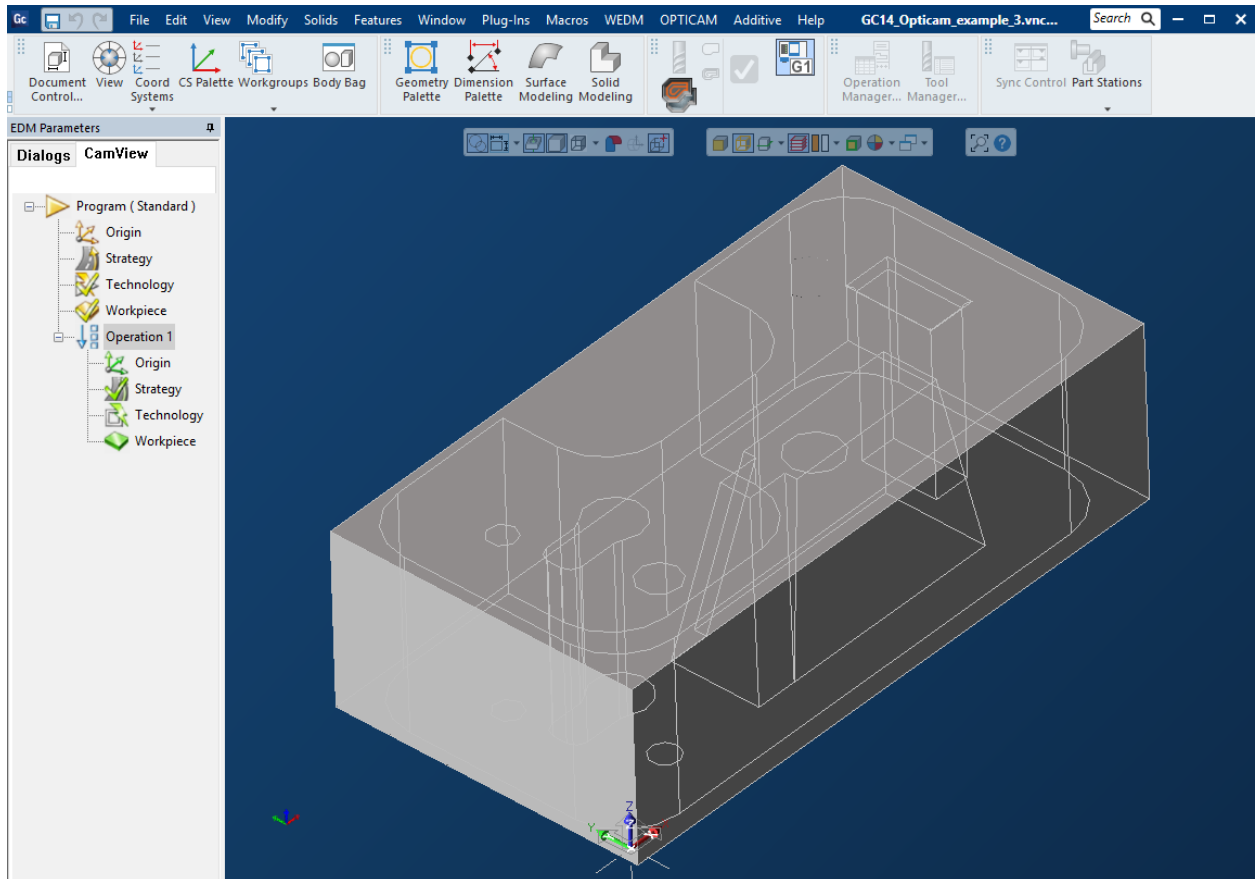 Gc File Edit View Modify Solids Features Window Plug-Ins Macros WEDM OPTICAM Additive Help GC14_Opticam_example_3.vnc... Search
Document Control...
View
Coord Systems
CS Palette
Workgroups
Body Bag
Geometry Palette
Dimension Palette
Surface Modeling
Solid Modeling
G1
Operation Manager...
Tool Manager...
Sync Control
Part Stations
EDM Parameters
Dialogs CamView
Program ( Standard )
Origin
Strategy
Technology
Workpiece
Operation 1
Origin
Strategy
Technology
Workpiece
Z
Y